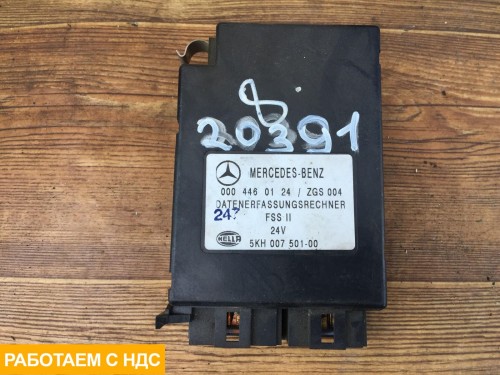 8
20391
MERCEDES-BENZ
000 446 01 24 / ZGS 004
DATENERFASSUNGSRECHNER
247 FSS II
24V
HELLA 5KH 007 501-00
РАБОТАЕМ С НДС